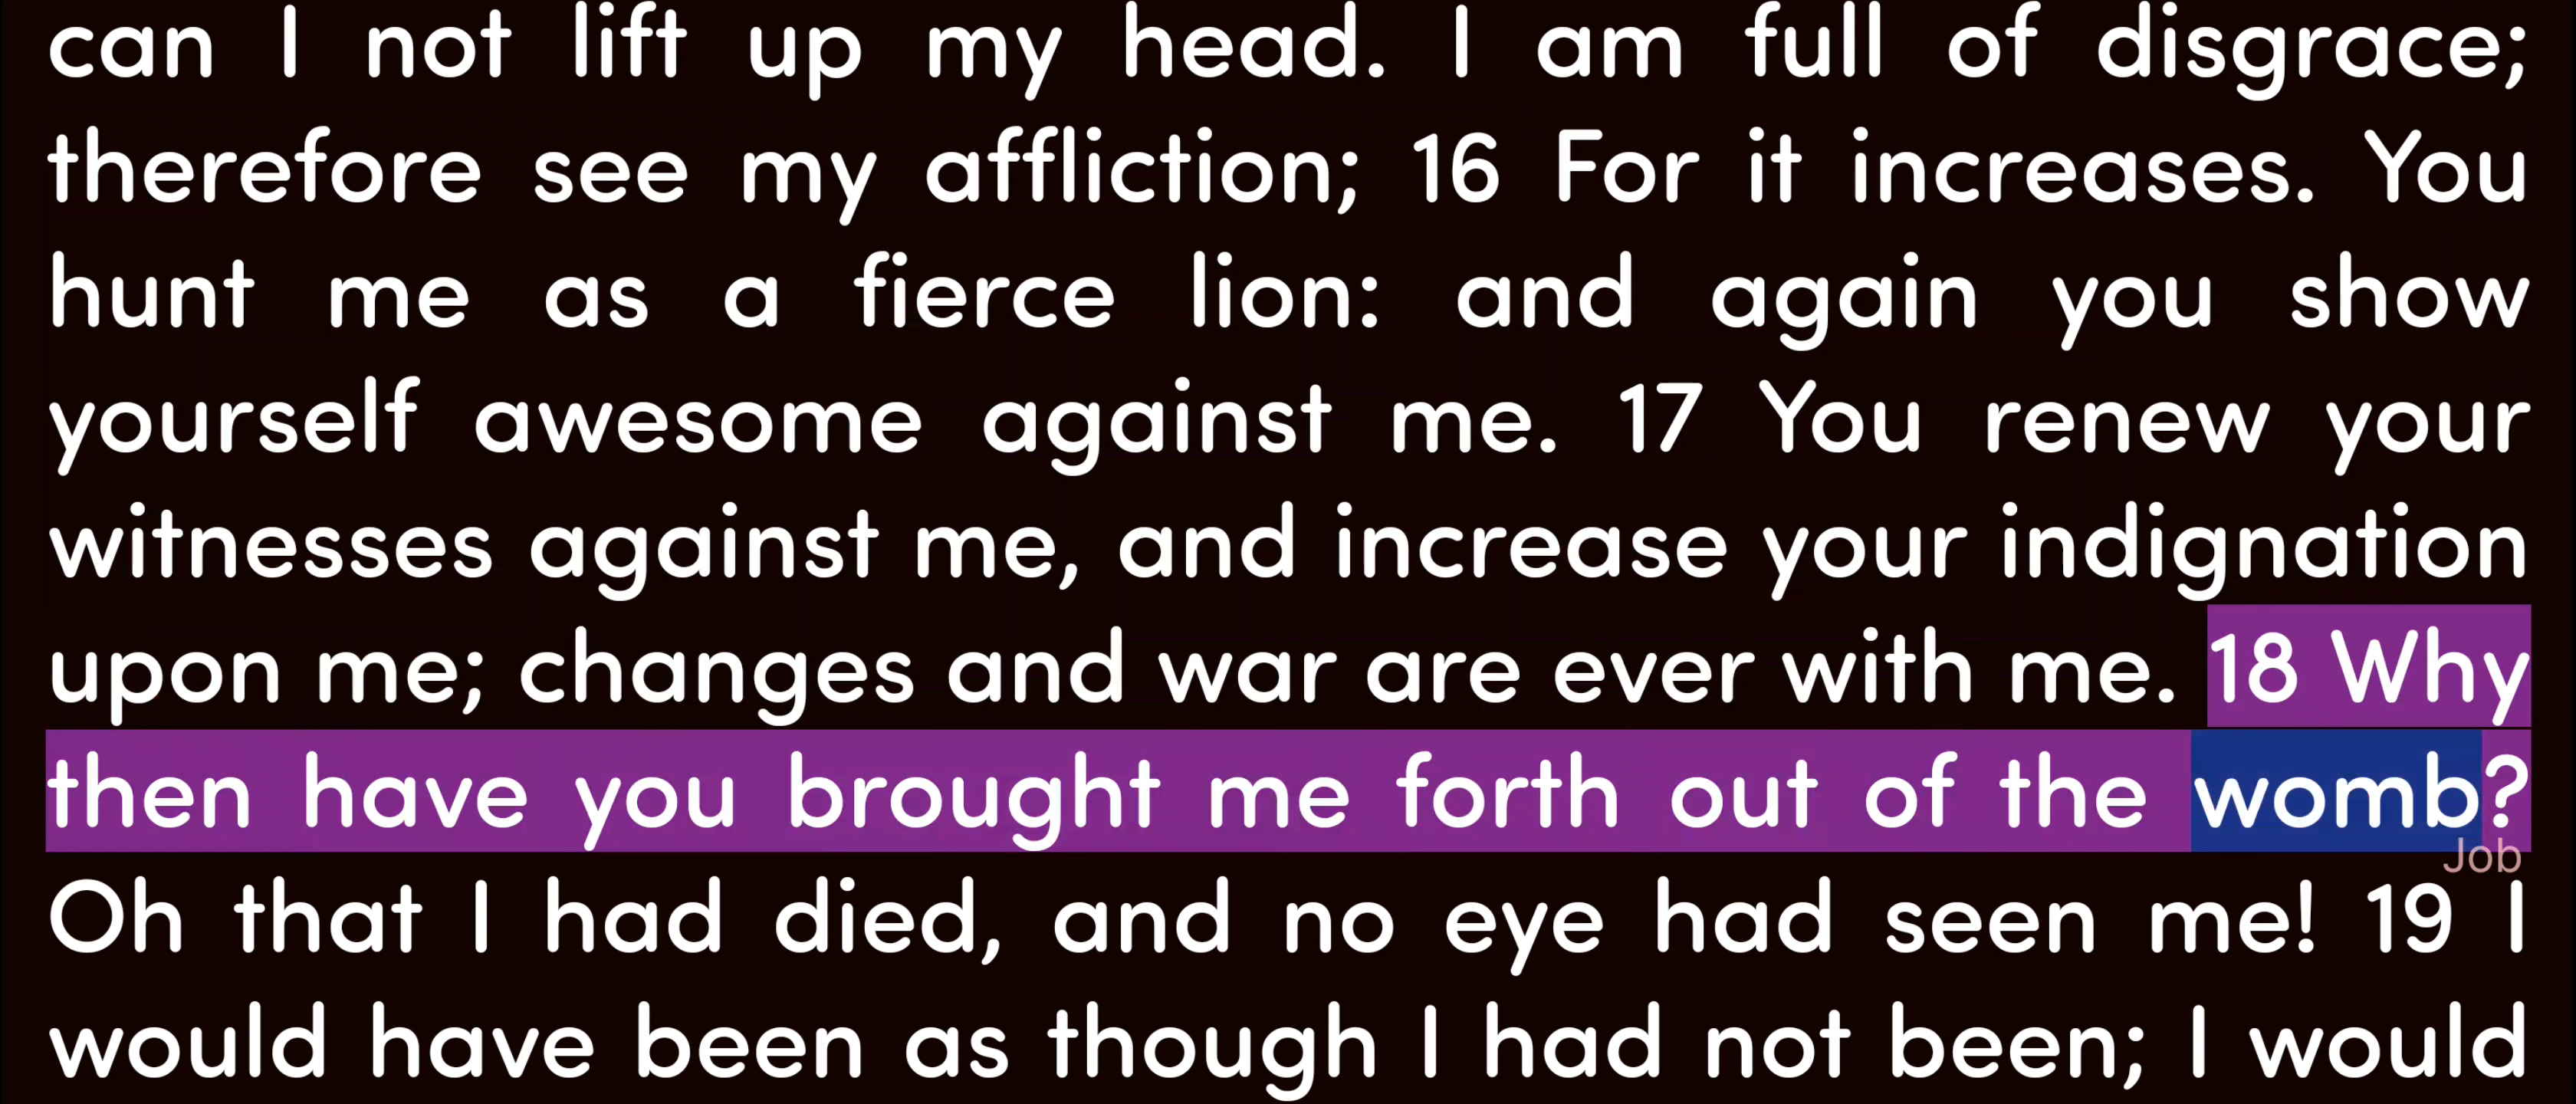 can I not lift up my head. I am full of disgrace;
therefore see my affliction; 16 For it increases. You
hunt me as a fierce lion: and again you show
yourself awesome against me. 17 You renew your
witnesses against me, and increase your indignation
upon me; changes and war are ever with me. 18 Why
then have you brought me forth out of the womb?
Job
Oh that I had died, and no eye had seen me! 19 I
would have been as though I had not been; I would